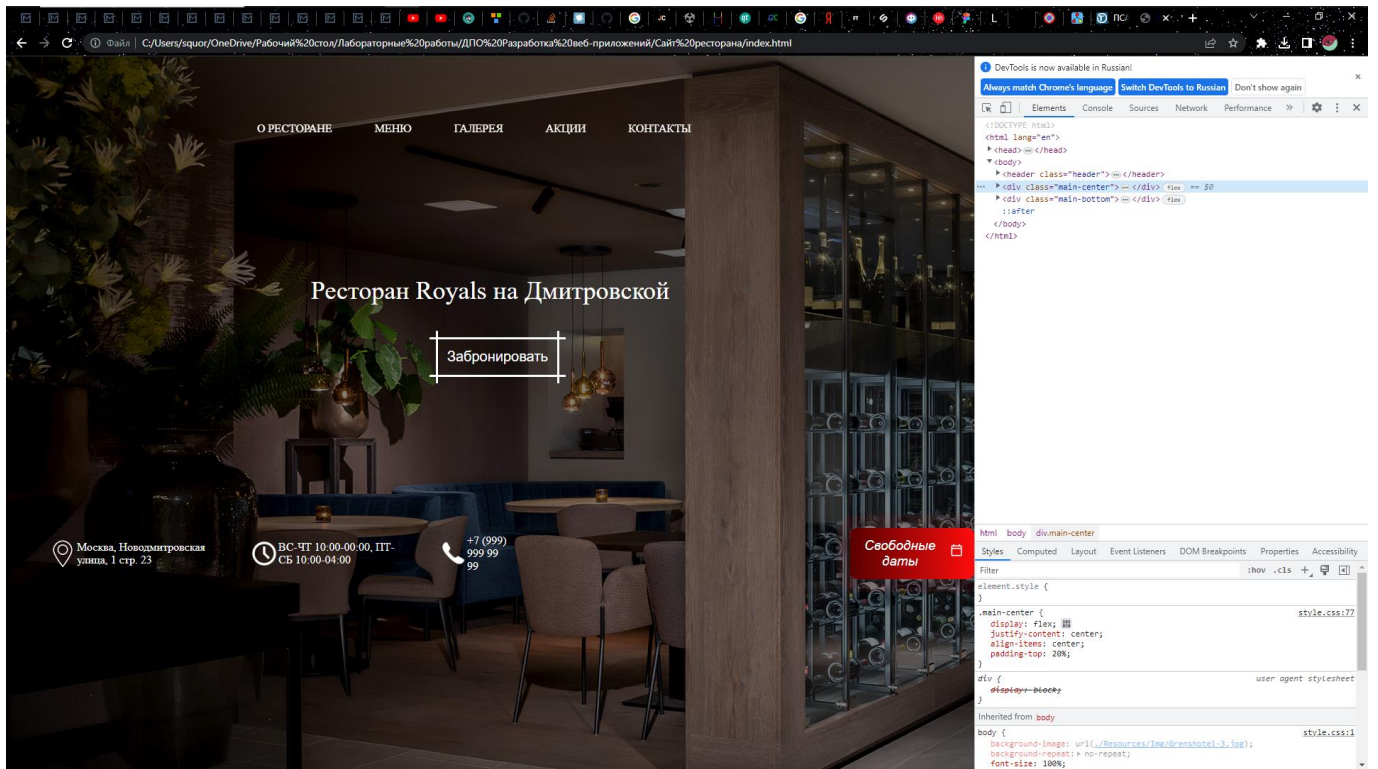 ПС/
Файл | C:/Users/squor/OneDrive/Рабочий%20стол/Лабораторные%20работы/ДПО%20Разработка%20веб-приложений/Сайт%20ресторана/index.html
О РЕСТОРАНЕ МЕНЮ ГАЛЕРЕЯ АКЦИИ КОНТАКТЫ
Ресторан Royals на Дмитровской
Забронировать
Москва, Новодмитровская
улица, 1 стр. 23
ВС-ЧТ 10:00-00:00, ПТ-
СБ 10:00-04:00
+7 (999)
999 99
99
Свободные
даты
DevTools is now available in Russian!
Always match Chrome's language Switch DevTools to Russian Don't show again
Elements Console Sources Network Performance »
<!DOCTYPE html>
<html lang="en">
<head> ⋯ </head>
<body>
<header class="header"> ⋯ </header>
⋯ <div class="main-center"> ⋯ </div> flex == $0
<div class="main-bottom"> ⋯ </div> flex
::after
</body>
</html>
html body div.main-center
Styles Computed Layout Event Listeners DOM Breakpoints Properties Accessibility
Filter :hov .cls +
element.style {
}
.main-center { style.css:77
display: flex;
justify-content: center;
align-items: center;
padding-top: 20%;
}
div { user agent stylesheet
display: block;
}
Inherited from body
body { style.css:1
background-image: url(./Resources/Img/Grenshotel-3.jpg);
background-repeat: no-repeat;
font-size: 100%;